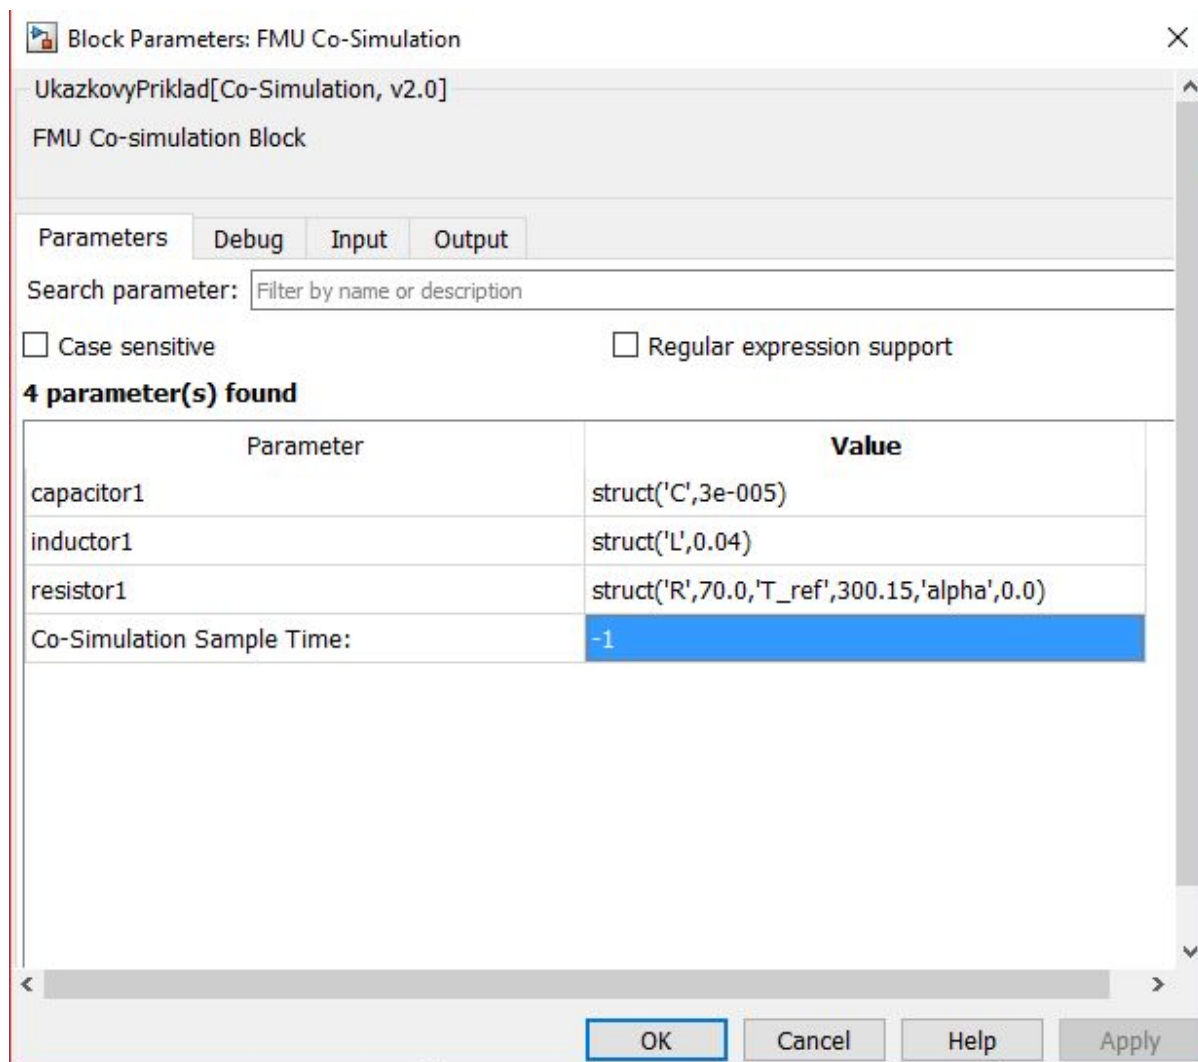 Block Parameters: FMU Co-Simulation
UkazkovyPriklad[Co-Simulation, v2.0]
FMU Co-simulation Block
Parameters Debug Input Output
Search parameter: Filter by name or description
Case sensitive Regular expression support
4 parameter(s) found
Parameter Value
capacitor1 struct('C',3e-005)
inductor1 struct('L',0.04)
resistor1 struct('R',70.0,'T_ref',300.15,'alpha',0.0)
Co-Simulation Sample Time: -1
OK Cancel Help Apply